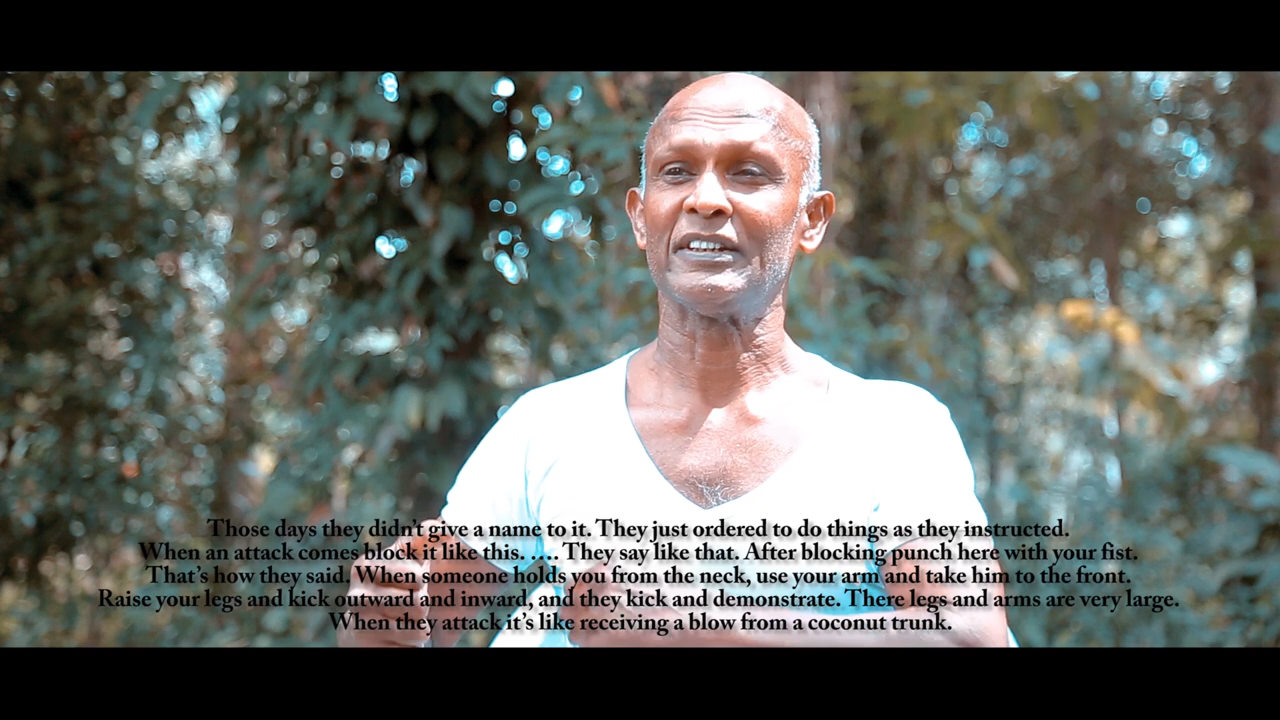 Those days they didn't give a name to it. They just ordered to do things as they instructed.
When an attack comes block it like this. .... They say like that. After blocking punch here with your fist.
That's how they said. When someone holds you from the neck, use your arm and take him to the front.
Raise your legs and kick outward and inward, and they kick and demonstrate. There legs and arms are very large.
When they attack it's like receiving a blow from a coconut trunk.